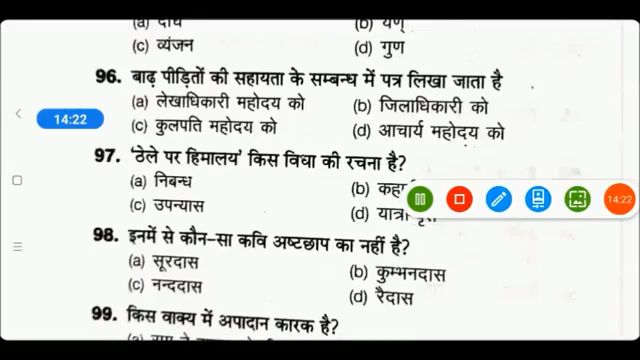 (a) दीर्घ (b) यण्
(c) व्यंजन (d) गुण
96. बाढ़ पीड़ितों की सहायता के सम्बन्ध में पत्र लिखा जाता है
(a) लेखाधिकारी महोदय को (b) जिलाधिकारी को
(c) कुलपति महोदय को (d) आचार्य महोदय को
14:22
97. 'ठेले पर हिमालय' किस विधा की रचना है?
(a) निबन्ध (b)
14:22
(c) उपन्यास (d) यात्रा
98. इनमें से कौन-सा कवि अष्टछाप का नहीं है?
(a) सूरदास (b) कुम्भनदास
(c) नन्ददास (d) रैदास
99. किस वाक्य में अपादान कारक है?